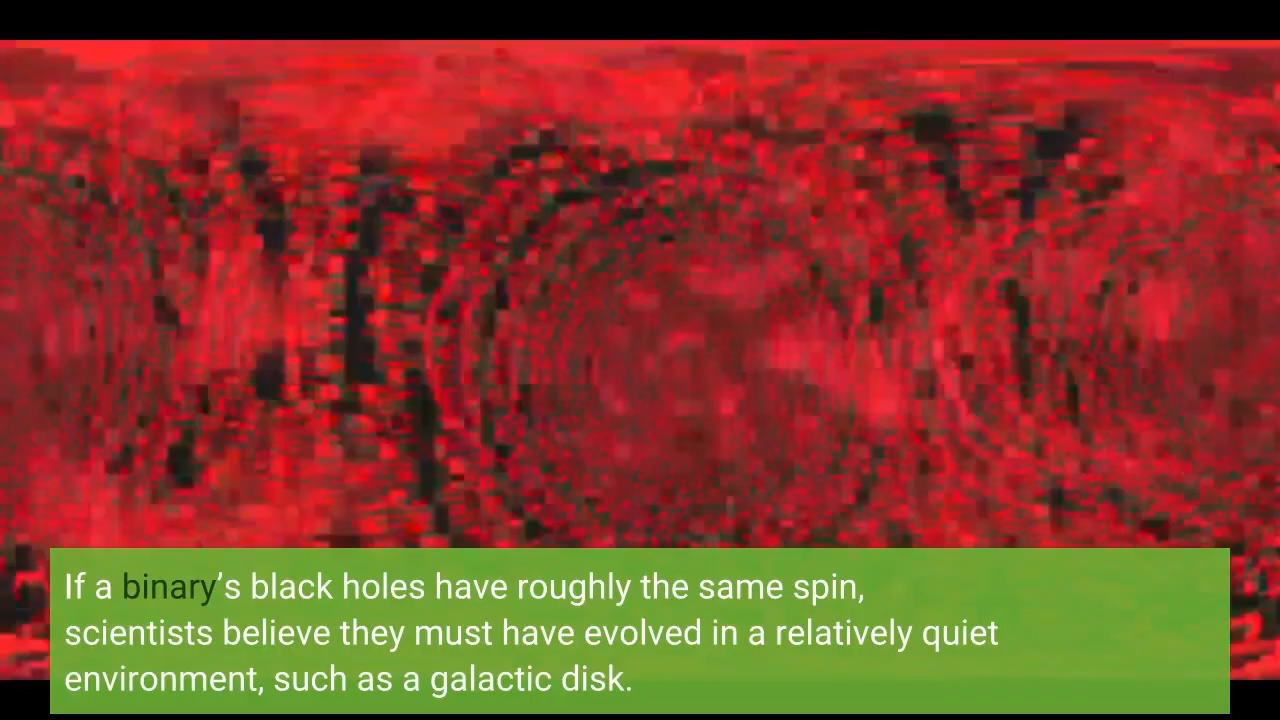 If a binary’s black holes have roughly the same spin,
scientists believe they must have evolved in a relatively quiet
environment, such as a galactic disk.